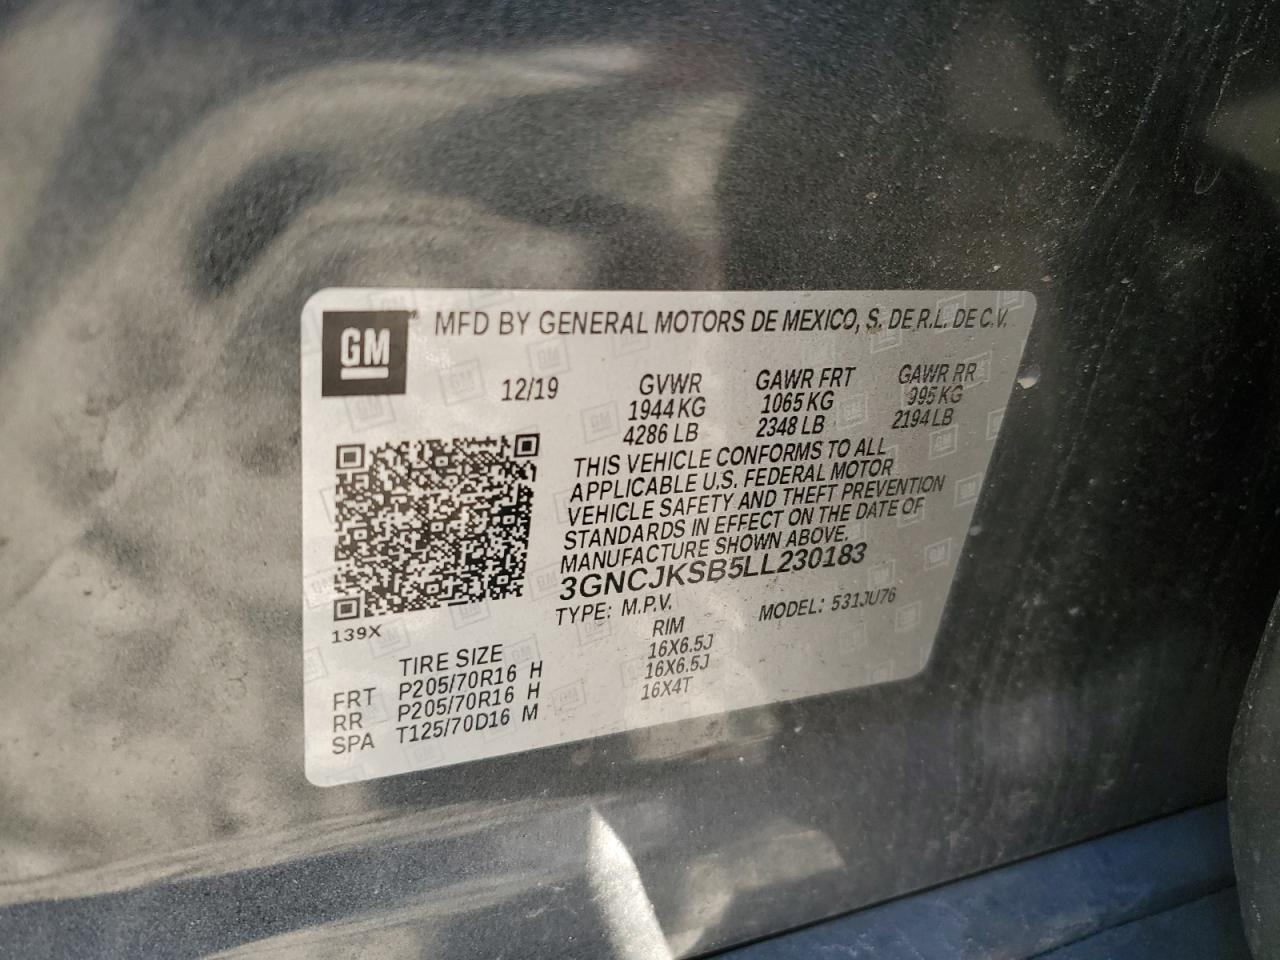 GM MFD BY GENERAL MOTORS DE MEXICO, S. DE R.L. DE C.V.
12/19 GVWR GAWR FRT GAWR RR
1944 KG 1065 KG 995 KG
4286 LB 2348 LB 2194 LB
THIS VEHICLE CONFORMS TO ALL
APPLICABLE U.S. FEDERAL MOTOR
VEHICLE SAFETY AND THEFT PREVENTION
STANDARDS IN EFFECT ON THE DATE OF
MANUFACTURE SHOWN ABOVE.
3GNCJKSB5LL230183
TYPE: M.P.V. MODEL: 531JU76
139X
TIRE SIZE RIM
FRT P205/70R16 H 16X6.5J
RR P205/70R16 H 16X6.5J
SPA T125/70D16 M 16X4T